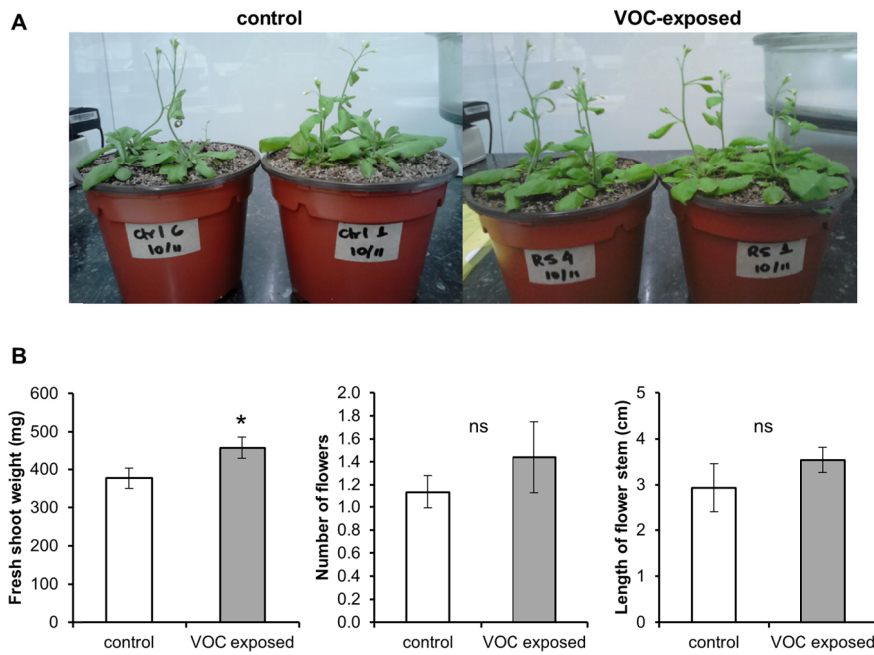 A
control
VOC-exposed
Ctrl 6
10/11
Ctrl 1
10/11
RS 4
10/11
RS 1
10/11
B
Fresh shoot weight (mg)
600
500
400
300
200
100
0
*
control
VOC exposed
Number of flowers
2.0
1.8
1.6
1.4
1.2
1.0
0.8
0.6
0.4
0.2
0.0
ns
control
VOC exposed
Length of flower stem (cm)
5
4
3
2
1
0
ns
control
VOC exposed